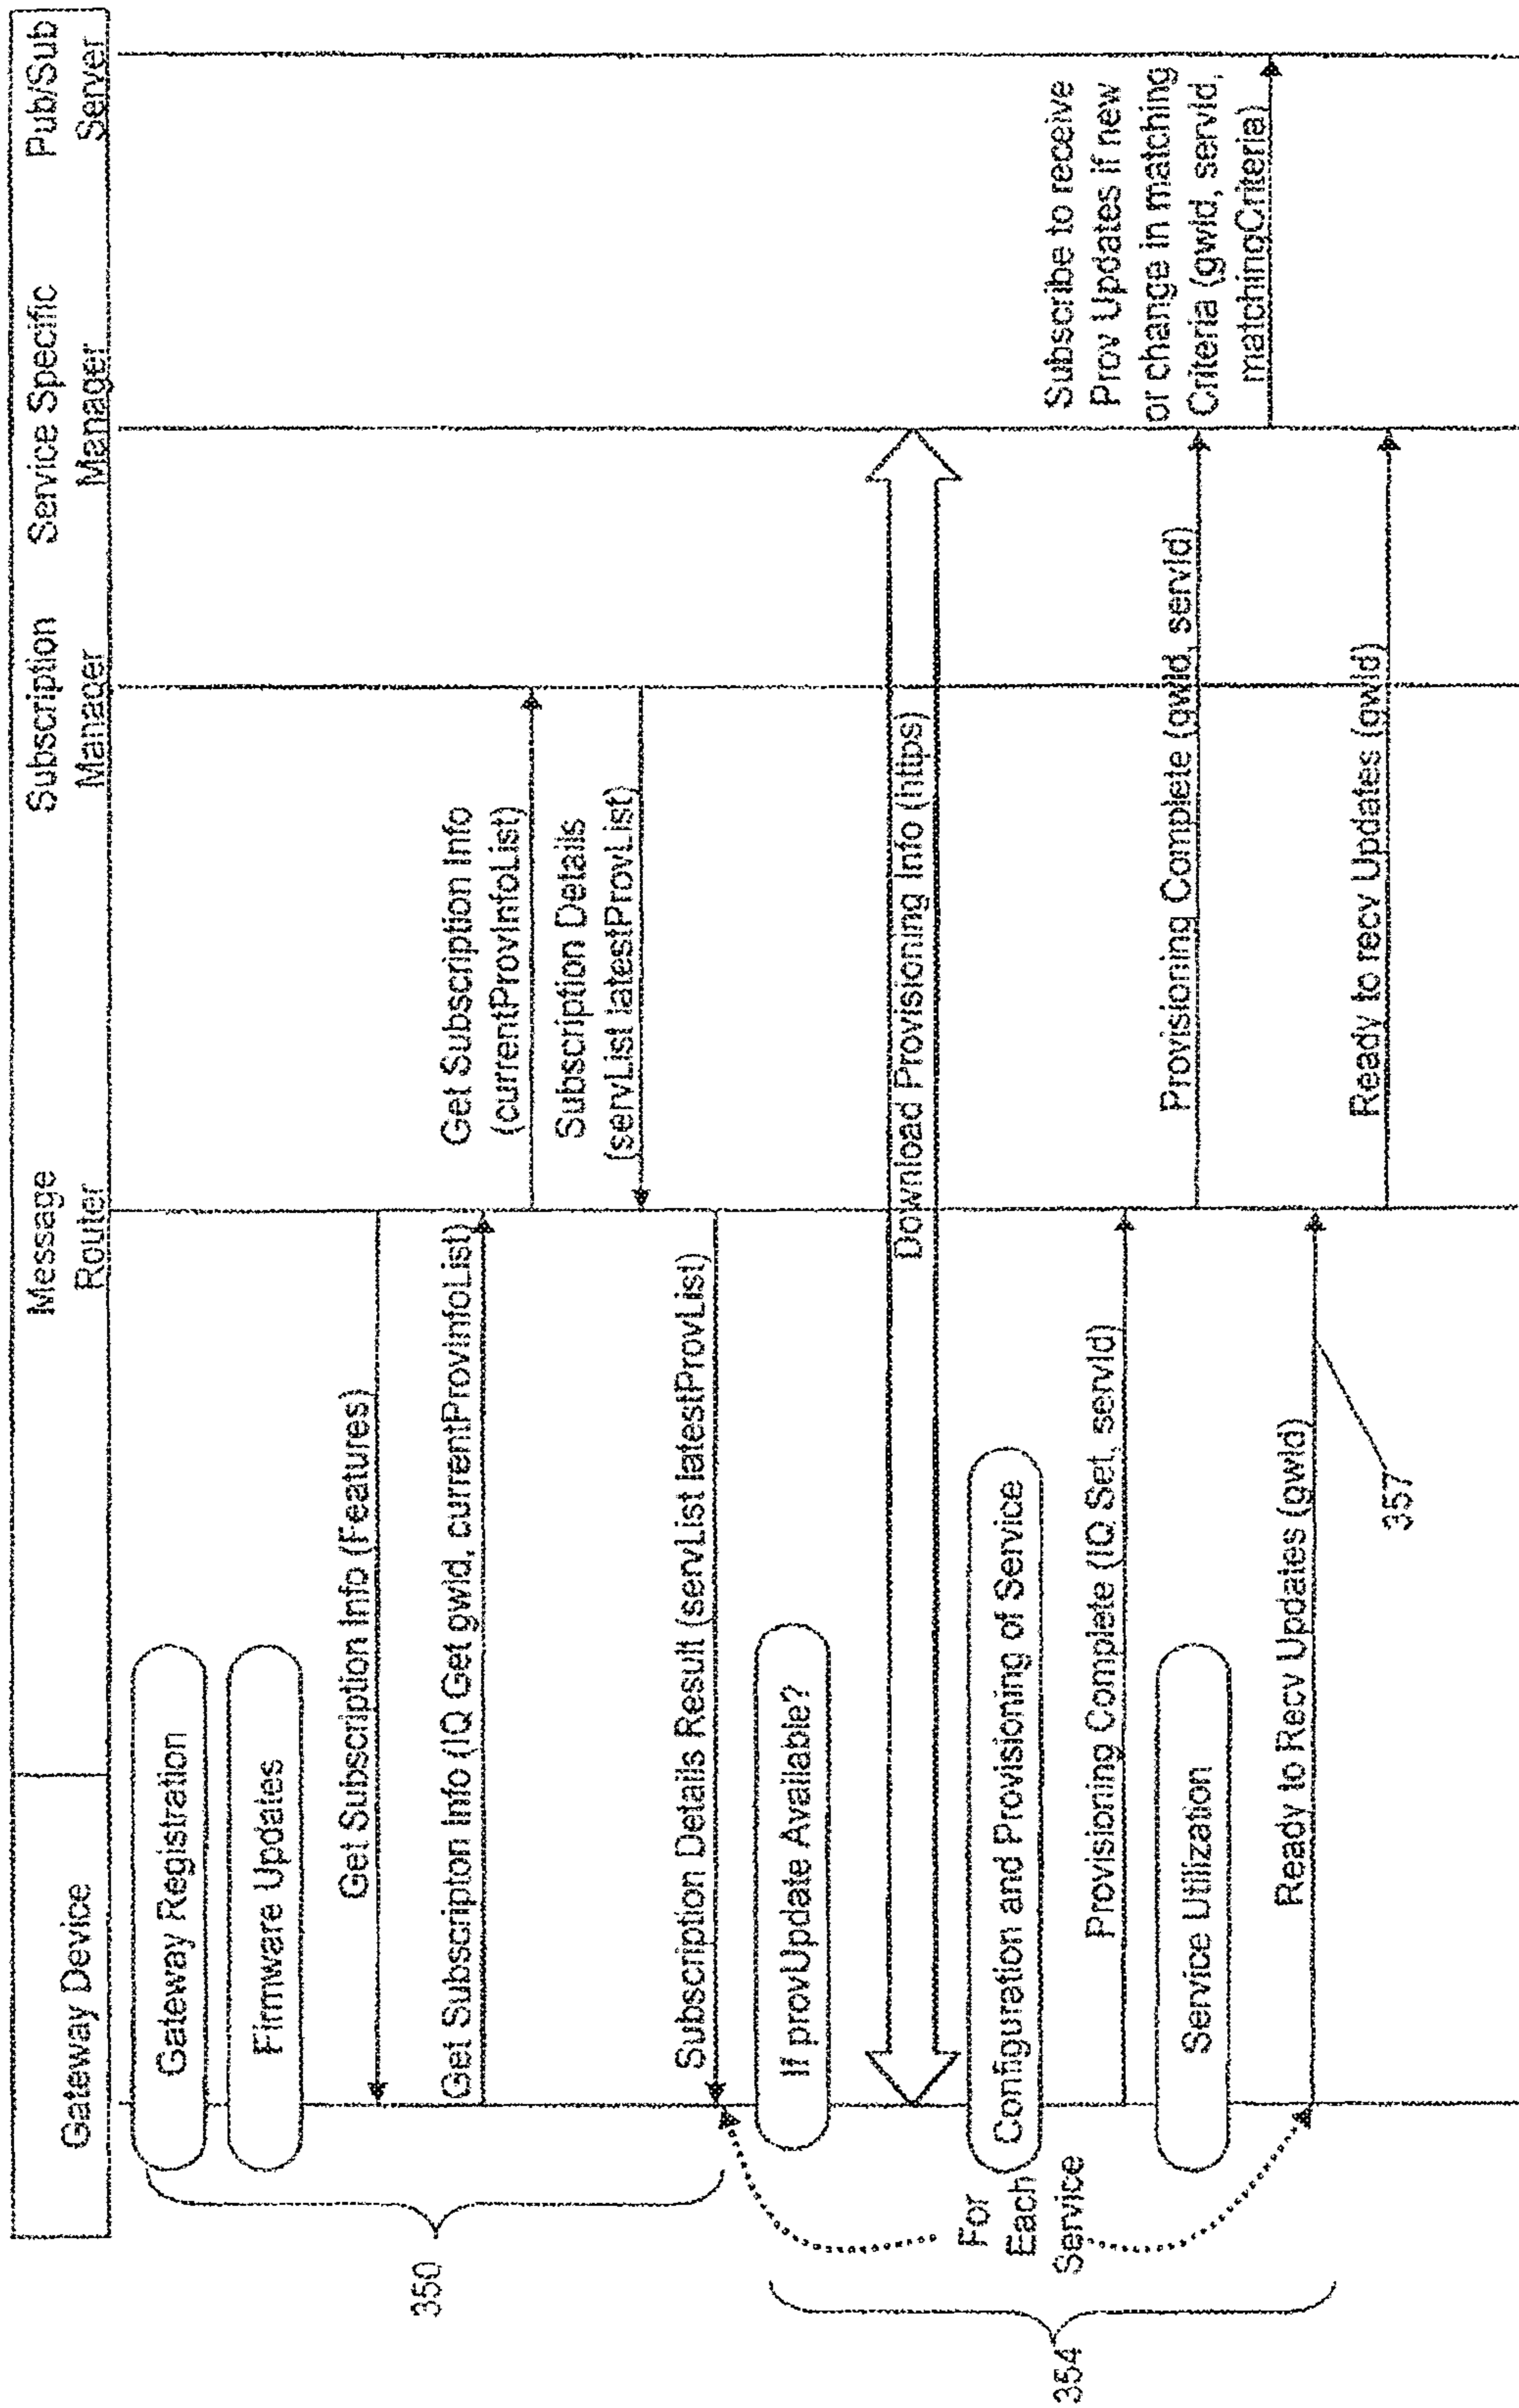 Gateway Device
Message
Router
Subscription
Manager
Service Specific
Manager
Pub/Sub
Server
Gateway Registration
Firmware Updates
Get Subscription Info (Features)
Get Subscripton Info (IQ Get gwId, currentProvInfoList)
Get Subscription Info
(currentProvInfoList)
Subscription Details
(servList latestProvList)
Subscription Details Result (servList latestProvList)
350
If provUpdate Available?
Download Provisioning Info (https)
Configuration and Provisioning of Service
For
Each
Service
Provisioning Complete (IQ Set, servId)
Provisioning Complete (gwId, servId)
Subscribe to receive
Prov Updates if new
or change in matching
Criteria (gwId, servId,
matchingCriteria)
Service Utilization
Ready to Recv Updates (gwId)
Ready to recv Updates (gwId)
357
354